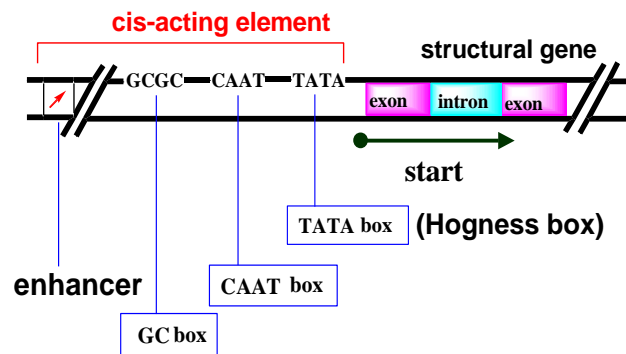 cis-acting element
structural gene
GCGC CAAT TATA
exon intron exon
start
TATA box (Hogness box)
enhancer
CAAT box
GC box